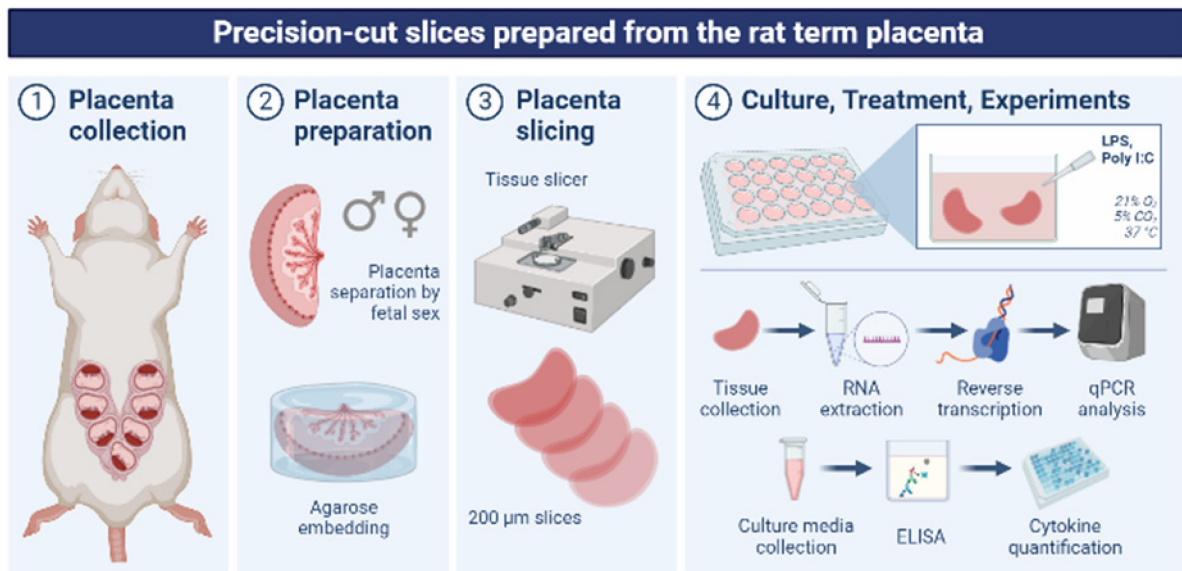 Precision-cut slices prepared from the rat term placenta
1 Placenta
collection
2 Placenta
preparation
♂♀
Placenta
separation by
fetal sex
Agarose
embedding
3 Placenta
slicing
Tissue slicer
200 µm slices
4 Culture, Treatment, Experiments
LPS,
Poly I:C
21% O₂
5% CO₂
37 °C
Tissue
collection
RNA
extraction
Reverse
transcription
qPCR
analysis
Culture media
collection
ELISA
Cytokine
quantification